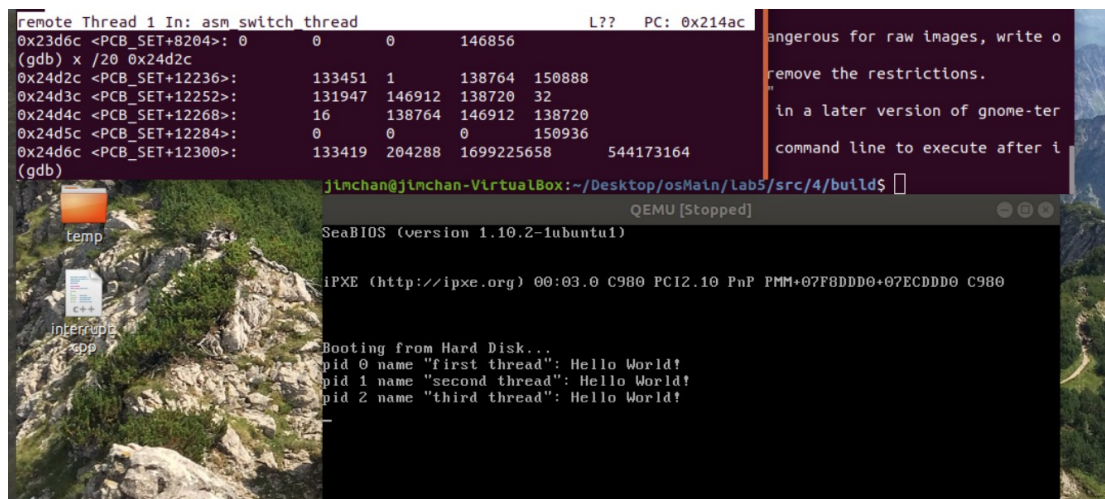 remote Thread 1 In: asm_switch_thread L?? PC: 0x214ac
0x23d6c <PCB_SET+8204>: 0 0 0 146856
(gdb) x /20 0x24d2c
0x24d2c <PCB_SET+12236>: 133451 1 138764 150888
0x24d3c <PCB_SET+12252>: 131947 146912 138720 32
0x24d4c <PCB_SET+12268>: 16 138764 146912 138720
0x24d5c <PCB_SET+12284>: 0 0 0 150936
0x24d6c <PCB_SET+12300>: 133419 204288 1699225658 544173164
(gdb)
angerous for raw images, write o
remove the restrictions.
"
in a later version of gnome-ter
command line to execute after i
jimchan@jimchan-VirtualBox:~/Desktop/osMain/lab5/src/4/build$
temp
interrupt.
cpp
C++
QEMU [Stopped]
SeaBIOS (version 1.10.2-1ubuntu1)
iPXE (http://ipxe.org) 00:03.0 C980 PCI2.10 PnP PMM+07F8DDD0+07ECDDD0 C980
Booting from Hard Disk...
pid 0 name "first thread": Hello World!
pid 1 name "second thread": Hello World!
pid 2 name "third thread": Hello World!